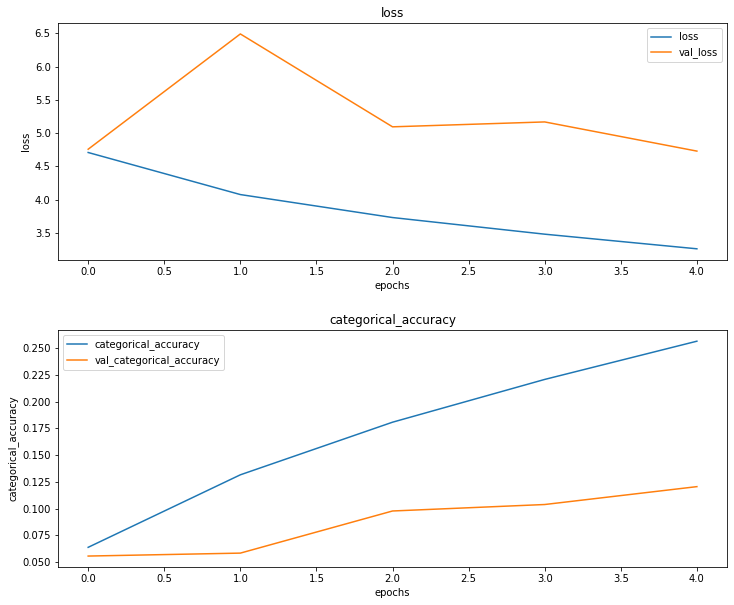 loss
6.5
6.0
5.5
5.0
4.5
4.0
3.5
loss
loss
val_loss
0.0 0.5 1.0 1.5 2.0 2.5 3.0 3.5 4.0
epochs
categorical_accuracy
0.250
0.225
0.200
0.175
0.150
0.125
0.100
0.075
0.050
categorical_accuracy
categorical_accuracy
val_categorical_accuracy
0.0 0.5 1.0 1.5 2.0 2.5 3.0 3.5 4.0
epochs